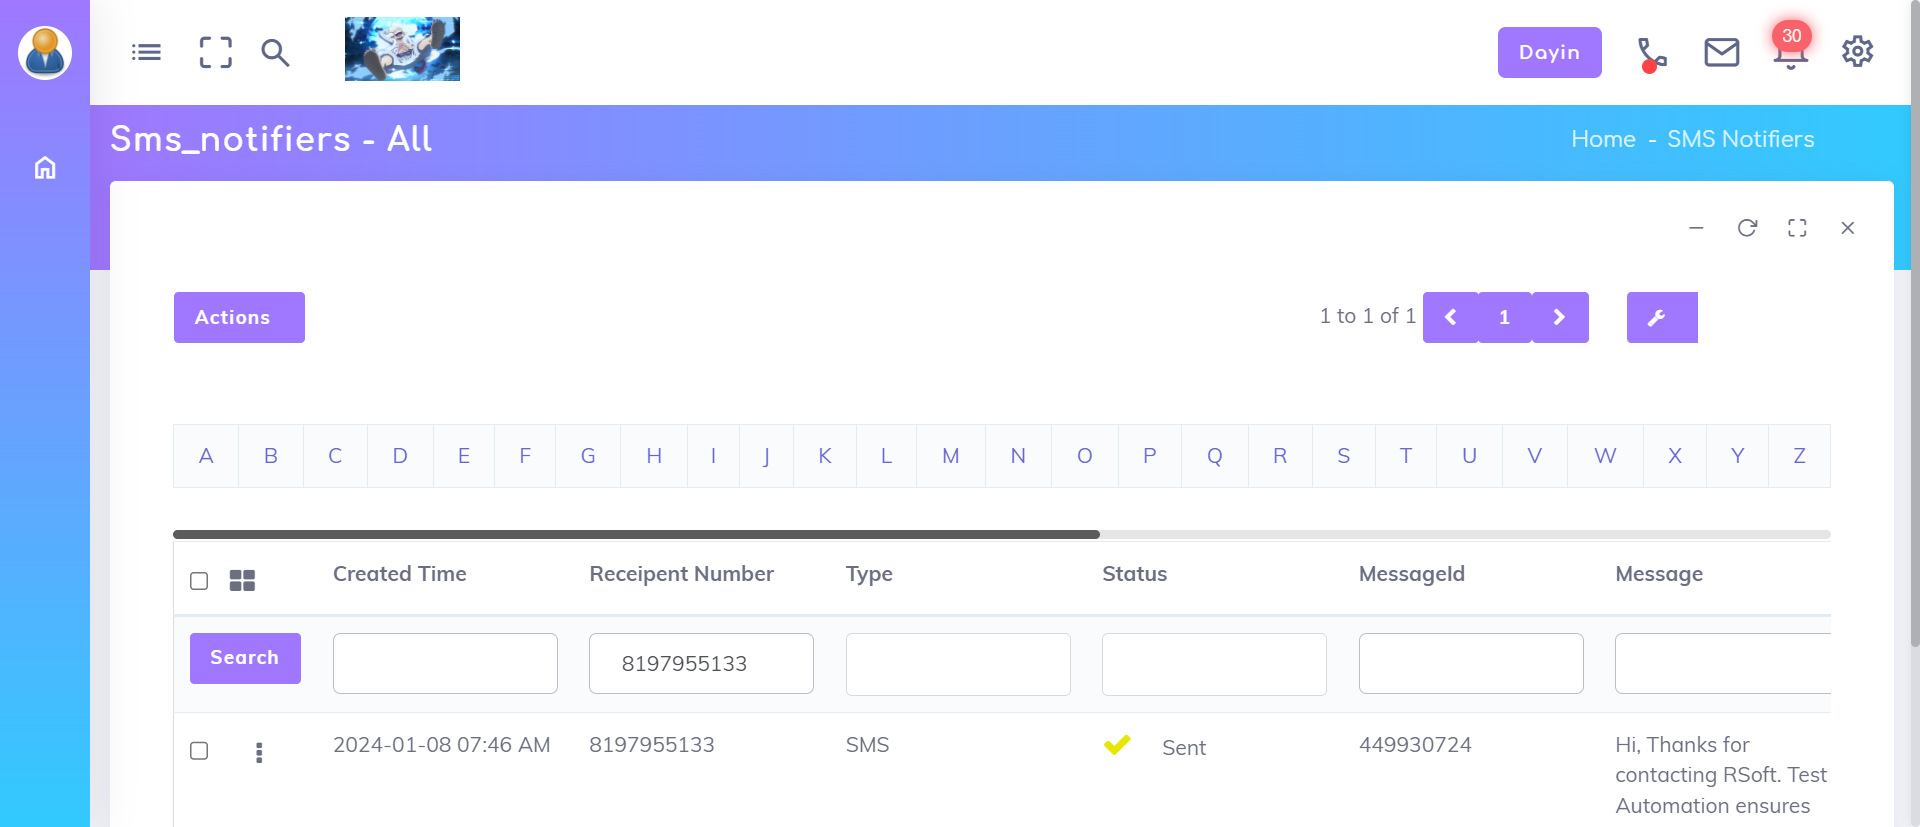 Dayin
30
Sms_notifiers - All
Home - SMS Notifiers
Actions
1 to 1 of 1
1
A B C D E F G H I J K L M N O P Q R S T U V W X Y Z
Created Time Receipent Number Type Status MessageId Message
Search
8197955133
2024-01-08 07:46 AM 8197955133 SMS Sent 449930724 Hi, Thanks for
contacting RSoft. Test
Automation ensures